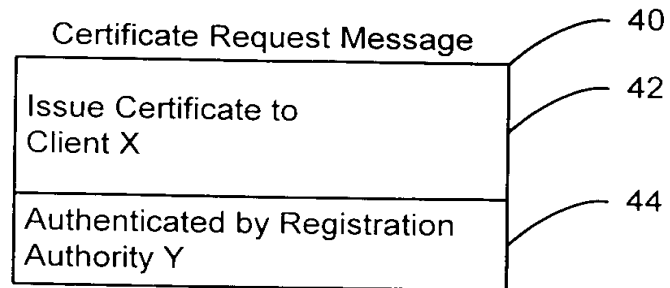 Certificate Request Message
40
Issue Certificate to
Client X
42
Authenticated by Registration
Authority Y
44